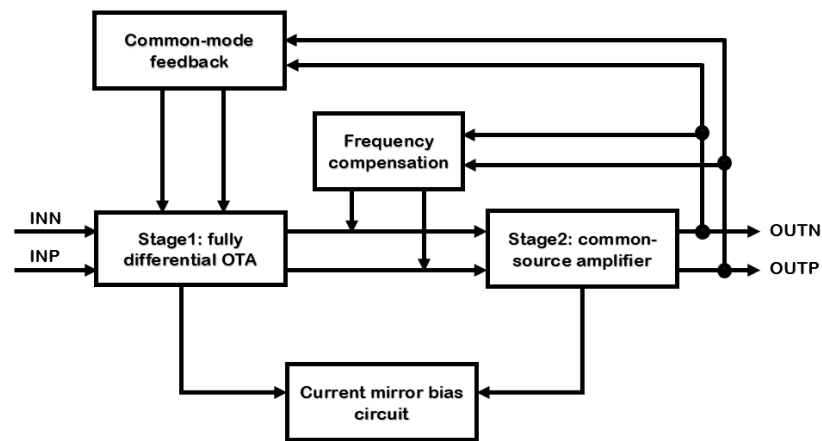 Common-mode
feedback
Frequency
compensation
INN
INP
Stage1: fully
differential OTA
Stage2: common-
source amplifier
OUTN
OUTP
Current mirror bias
circuit